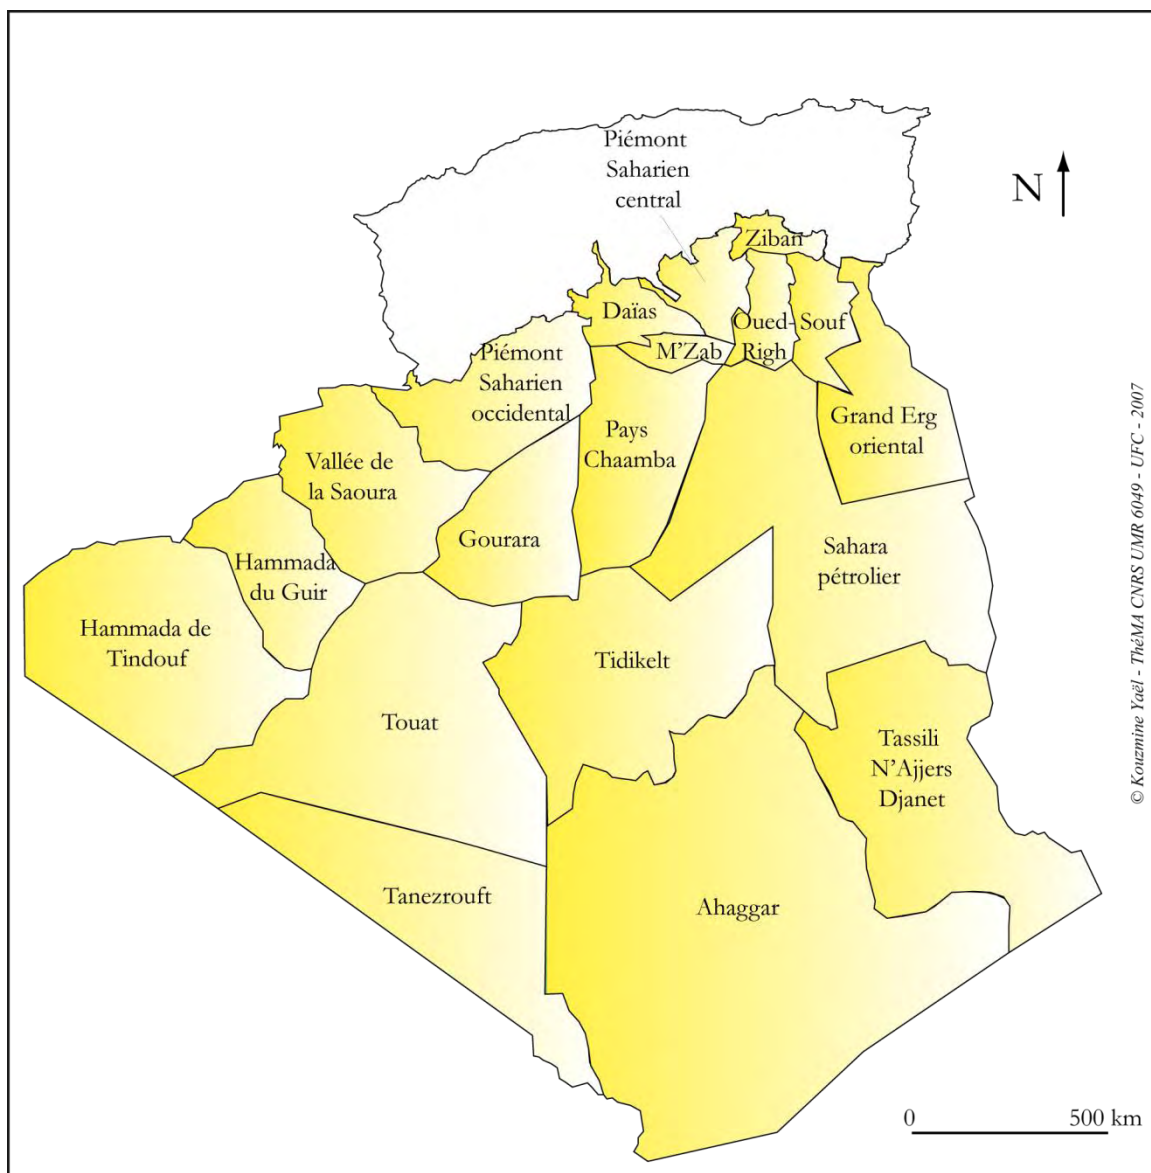 Piémont
Saharien
central
N
Ziban
Daïas
Oued-
Righ
Souf
M'Zab
Piémont
Saharien
occidental
Grand Erg
oriental
Pays
Chaamba
Vallée de
la Saoura
Gourara
Sahara
pétrolier
Hammada
du Guir
Hammada de
Tindouf
Tidikelt
Touat
Tassili
N'Ajjers
Djanet
Tanezrouft
Ahaggar
0 500 km
© Kouzmine Yaël - ThéMA CNRS UMR 6049 - UFC - 2007